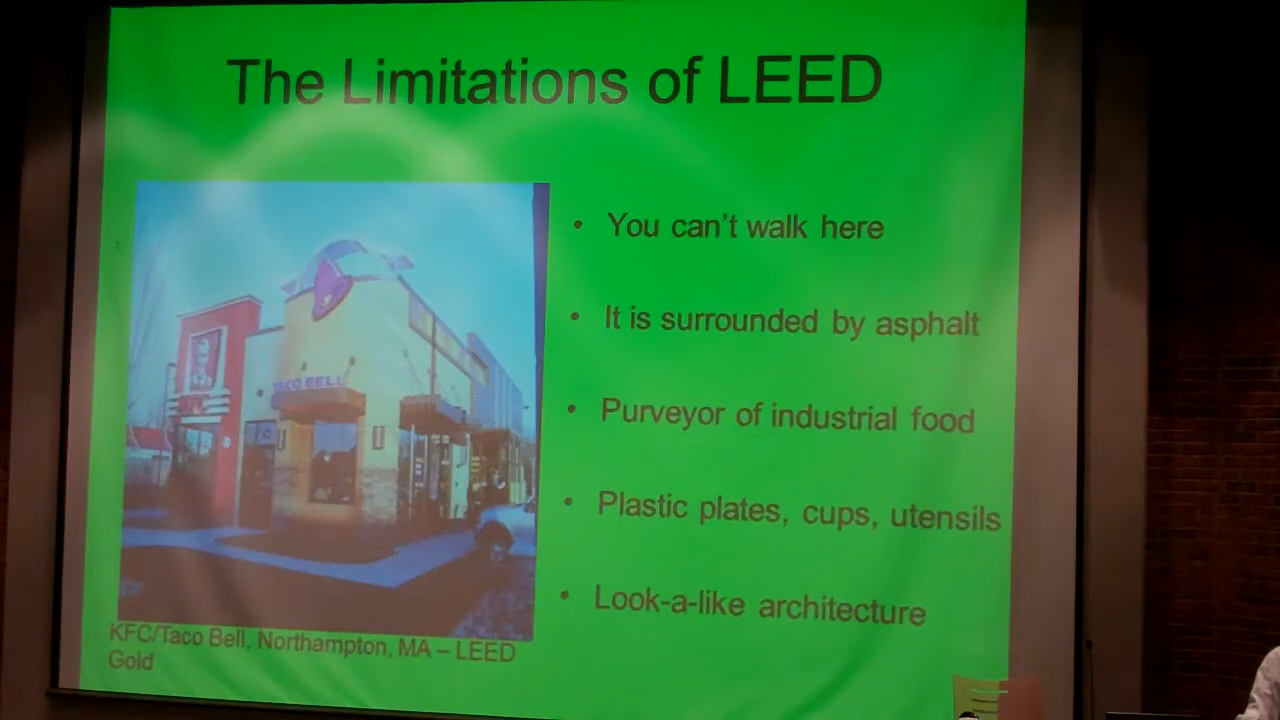 The Limitations of LEED
• You can't walk here
• It is surrounded by asphalt
• Purveyor of industrial food
• Plastic plates, cups, utensils
• Look-a-like architecture
KFC
TACO BELL
KFC/Taco Bell, Northampton, MA – LEED
Gold